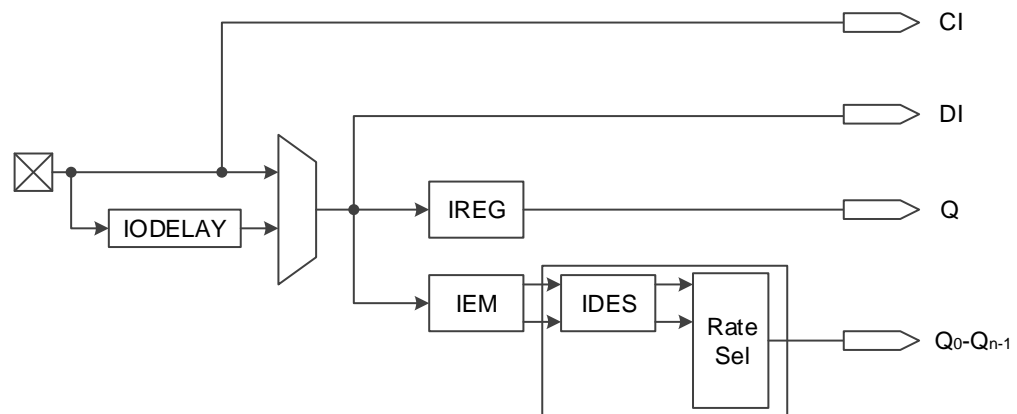 CI
DI
IREG
Q
IODELAY
IEM
IDES
Rate
Sel
Q0-Qn-1